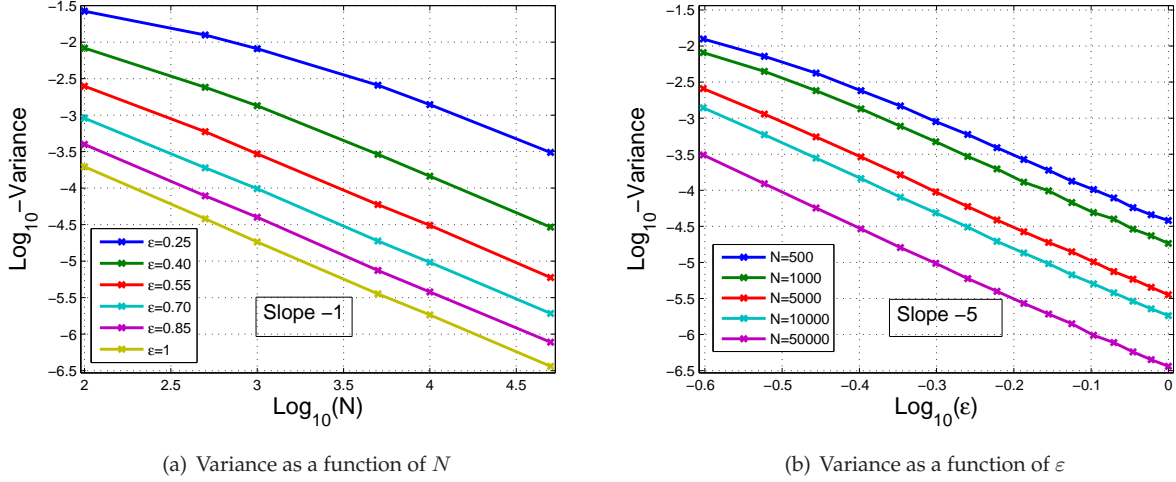 −1.5
−2
−2.5
−3
−3.5
−4
−4.5
−5
−5.5
−6
−6.5
2
2.5
3
3.5
4
4.5
Log10−Variance
Log10(N)
ε=0.25
ε=0.40
ε=0.55
ε=0.70
ε=0.85
ε=1
Slope −1
(a) Variance as a function of N
−1.5
−2
−2.5
−3
−3.5
−4
−4.5
−5
−5.5
−6
−6.5
−0.6
−0.5
−0.4
−0.3
−0.2
−0.1
0
Log10−Variance
Log10(ε)
N=500
N=1000
N=5000
N=10000
N=50000
Slope −5
(b) Variance as a function of ε